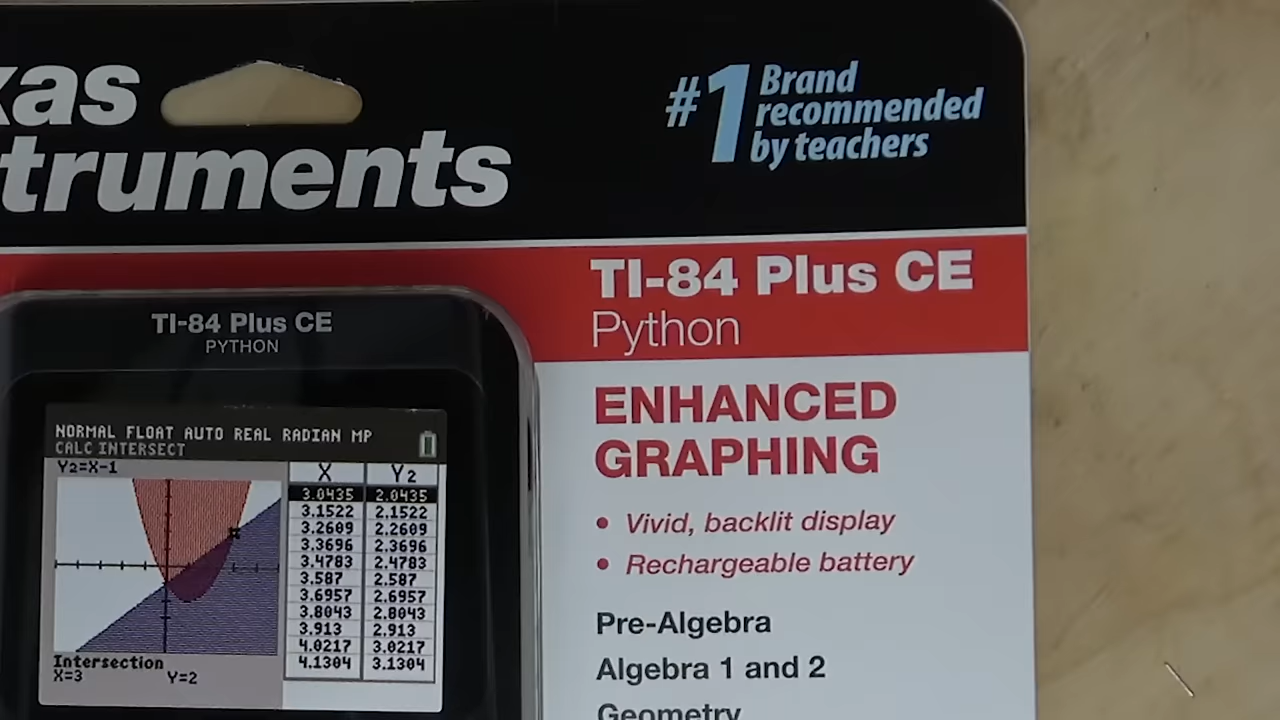 xas
truments
#1 Brand
recommended
by teachers
TI-84 Plus CE
Python
TI-84 Plus CE
PYTHON
ENHANCED
GRAPHING
• Vivid, backlit display
• Rechargeable battery
Pre-Algebra
Algebra 1 and 2
Geometry
NORMAL FLOAT AUTO REAL RADIAN MP
CALC INTERSECT
Y2=X-1
X Y2
3.0435 2.0435
3.1522 2.1522
3.2609 2.2609
3.3696 2.3696
3.4783 2.4783
3.587 2.587
3.6957 2.6957
3.8043 2.8043
3.913 2.913
4.0217 3.0217
4.1304 3.1304
Intersection
X=3 Y=2